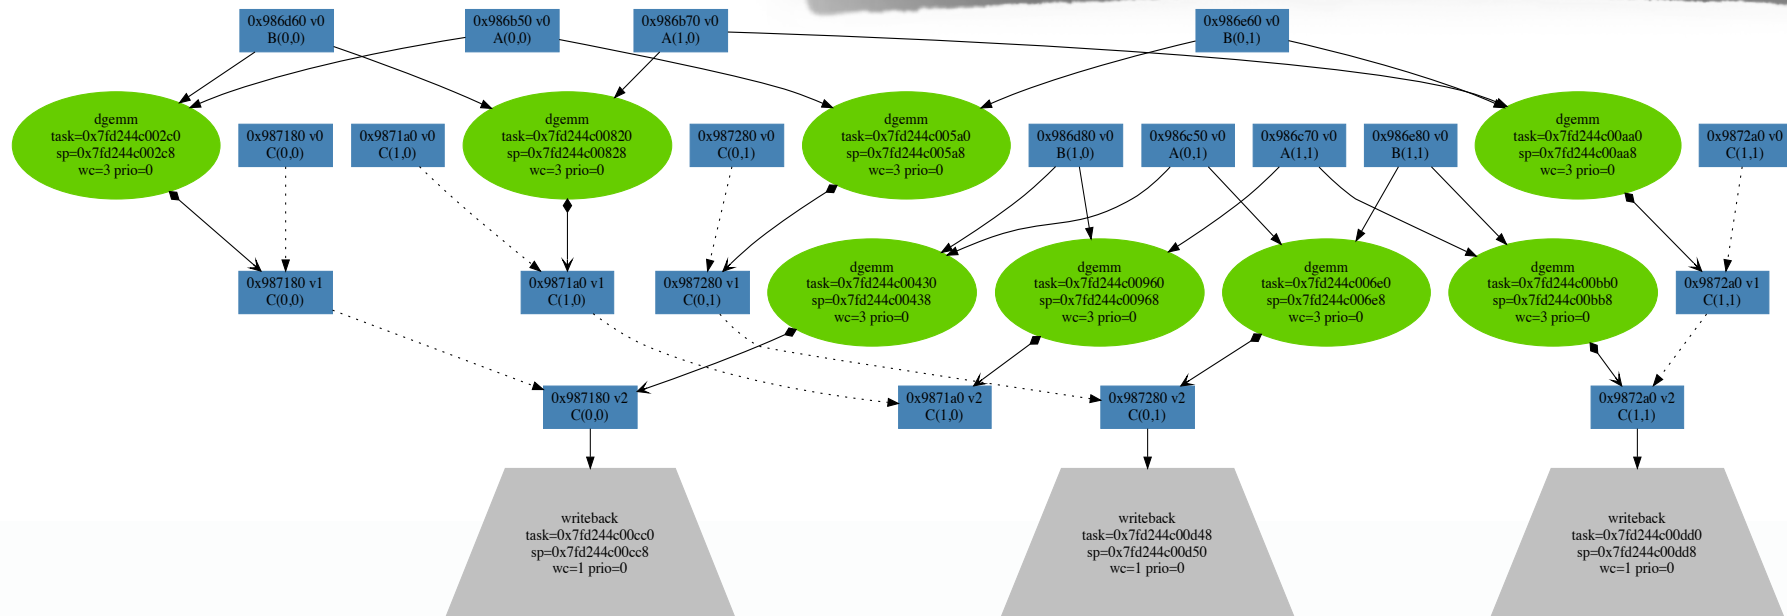 0x986d60 v0
B(0,0)
0x986b50 v0
A(0,0)
0x986b70 v0
A(1,0)
0x986e60 v0
B(0,1)
dgemm
task=0x7fd244c002c0
sp=0x7fd244c002c8
wc=3 prio=0
0x987180 v0
C(0,0)
0x9871a0 v0
C(1,0)
dgemm
task=0x7fd244c00820
sp=0x7fd244c00828
wc=3 prio=0
0x987280 v0
C(0,1)
dgemm
task=0x7fd244c005a0
sp=0x7fd244c005a8
wc=3 prio=0
0x986d80 v0
B(1,0)
0x986c50 v0
A(0,1)
0x986c70 v0
A(1,1)
0x986e80 v0
B(1,1)
dgemm
task=0x7fd244c00aa0
sp=0x7fd244c00aa8
wc=3 prio=0
0x9872a0 v0
C(1,1)
0x987180 v1
C(0,0)
0x9871a0 v1
C(1,0)
0x987280 v1
C(0,1)
dgemm
task=0x7fd244c00430
sp=0x7fd244c00438
wc=3 prio=0
dgemm
task=0x7fd244c00960
sp=0x7fd244c00968
wc=3 prio=0
dgemm
task=0x7fd244c006e0
sp=0x7fd244c006e8
wc=3 prio=0
dgemm
task=0x7fd244c00bb0
sp=0x7fd244c00bb8
wc=3 prio=0
0x9872a0 v1
C(1,1)
0x987180 v2
C(0,0)
0x9871a0 v2
C(1,0)
0x987280 v2
C(0,1)
0x9872a0 v2
C(1,1)
writeback
task=0x7fd244c00cc0
sp=0x7fd244c00cc8
wc=1 prio=0
writeback
task=0x7fd244c00d48
sp=0x7fd244c00d50
wc=1 prio=0
writeback
task=0x7fd244c00dd0
sp=0x7fd244c00dd8
wc=1 prio=0